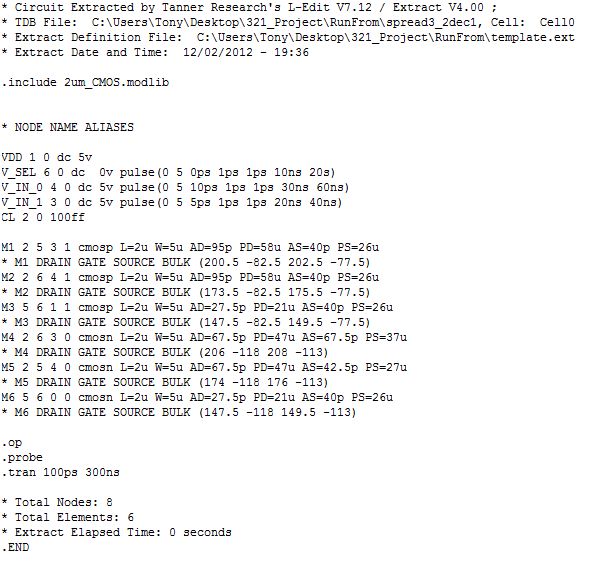 * Circuit Extracted by Tanner Research's L-Edit V7.12 / Extract V4.00 ;
* TDB File:  C:\Users\Tony\Desktop\321_Project\RunFrom\spread3_2dec1, Cell:  Cell0
* Extract Definition File:  C:\Users\Tony\Desktop\321_Project\RunFrom\template.ext
* Extract Date and Time:  12/02/2012 - 19:36
.include 2um_CMOS.modlib
* NODE NAME ALIASES
VDD 1 0 dc 5v
V_SEL 6 0 dc  0v pulse(0 5 0ps 1ps 1ps 10ns 20s)
V_IN_0 4 0 dc 5v pulse(0 5 10ps 1ps 1ps 30ns 60ns)
V_IN_1 3 0 dc 5v pulse(0 5 5ps 1ps 1ps 20ns 40ns)
CL 2 0 100ff
M1 2 5 3 1 cmosp L=2u W=5u AD=95p PD=58u AS=40p PS=26u
* M1 DRAIN GATE SOURCE BULK (200.5 -82.5 202.5 -77.5)
M2 2 6 4 1 cmosp L=2u W=5u AD=95p PD=58u AS=40p PS=26u
* M2 DRAIN GATE SOURCE BULK (173.5 -82.5 175.5 -77.5)
M3 5 6 1 1 cmosp L=2u W=5u AD=27.5p PD=21u AS=40p PS=26u
* M3 DRAIN GATE SOURCE BULK (147.5 -82.5 149.5 -77.5)
M4 2 6 3 0 cmosn L=2u W=5u AD=67.5p PD=47u AS=67.5p PS=37u
* M4 DRAIN GATE SOURCE BULK (206 -118 208 -113)
M5 2 5 4 0 cmosn L=2u W=5u AD=67.5p PD=47u AS=42.5p PS=27u
* M5 DRAIN GATE SOURCE BULK (174 -118 176 -113)
M6 5 6 0 0 cmosn L=2u W=5u AD=27.5p PD=21u AS=40p PS=26u
* M6 DRAIN GATE SOURCE BULK (147.5 -118 149.5 -113)
.op
.probe
.tran 100ps 300ns
* Total Nodes: 8
* Total Elements: 6
* Extract Elapsed Time: 0 seconds
.END